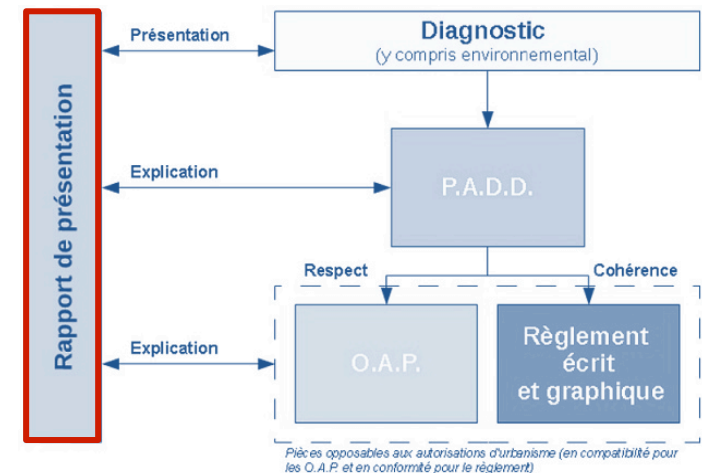 Rapport de présentation
Présentation
Diagnostic
(y compris environnemental)
Explication
P.A.D.D.
Respect
Cohérence
Explication
O.A.P.
Règlement
écrit
et graphique
Pièces opposables aux autorisations d'urbanisme (en compatibilité pour
les O.A.P. et en conformité pour le règlement)